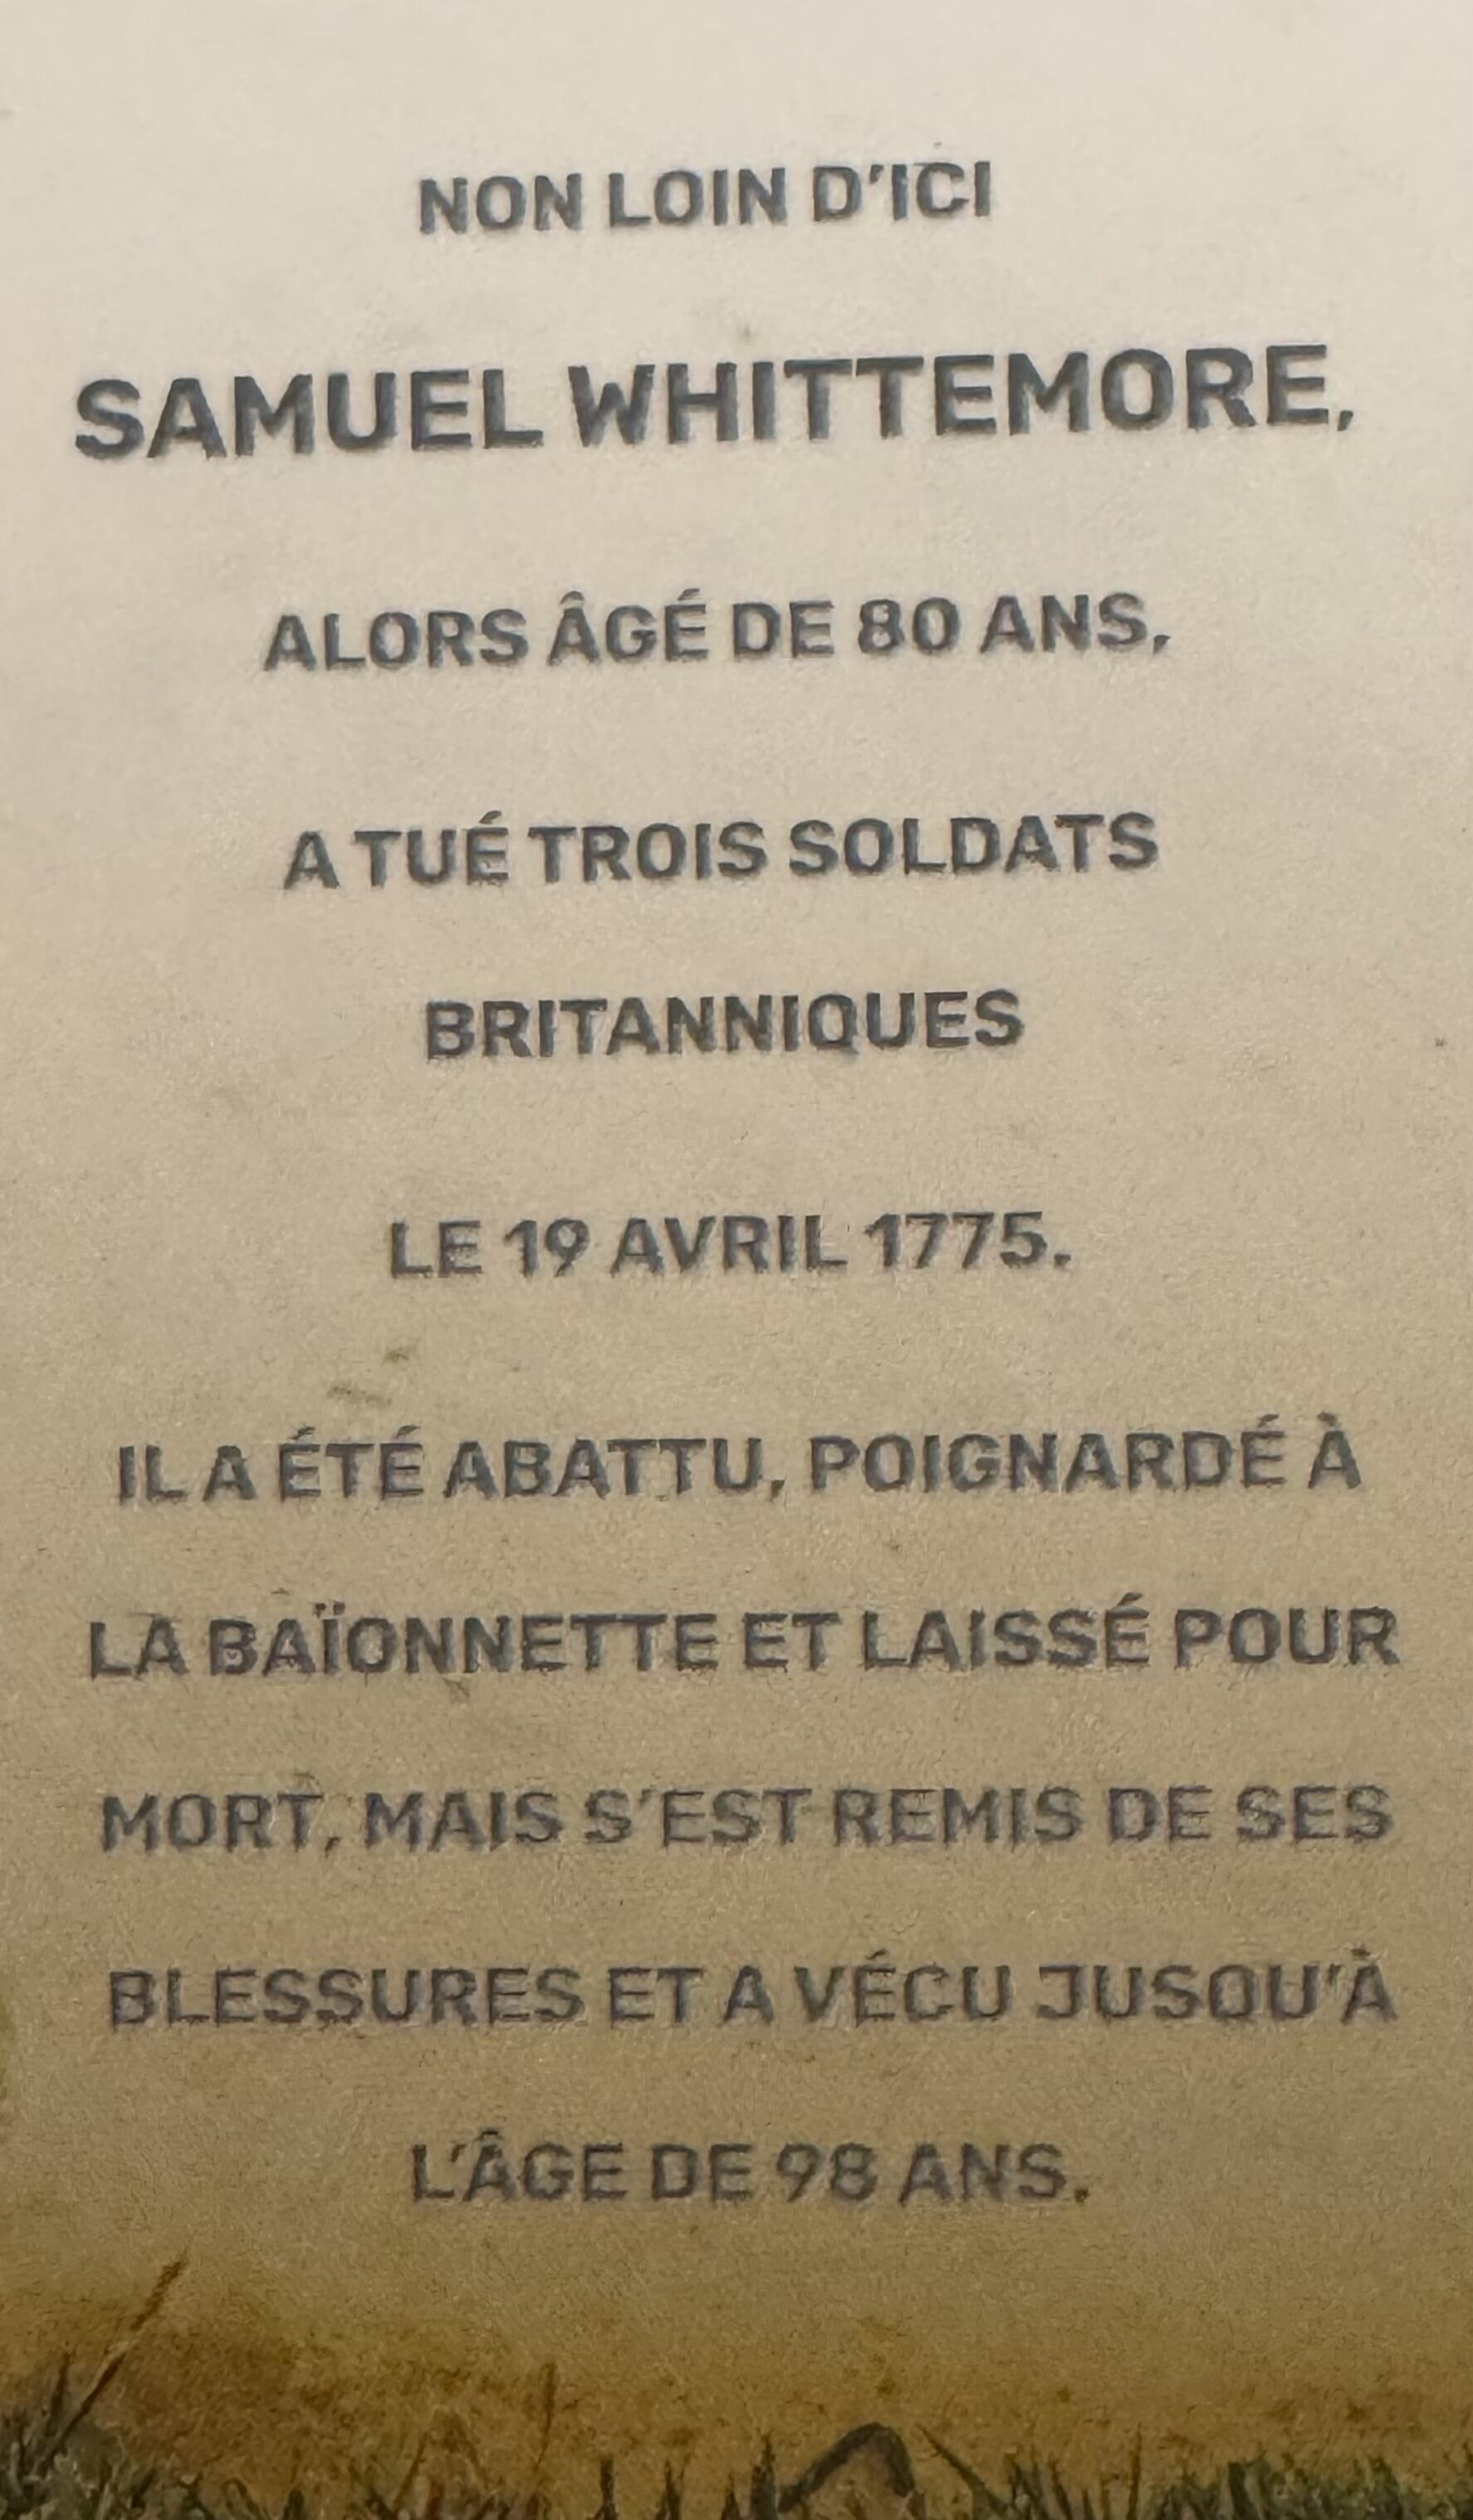 NON LOIN D'ICI
SAMUEL WHITTEMORE,
ALORS ÂGÉ DE 80 ANS,
A TUÉ TROIS SOLDATS
BRITANNIQUES
LE 19 AVRIL 1775.
IL A ÉTÉ ABATTU, POIGNARDÉ À
LA BAÏONNETTE ET LAISSÉ POUR
MORT, MAIS S'EST REMIS DE SES
BLESSURES ET A VÉCU JUSQU'À
L'ÂGE DE 98 ANS.